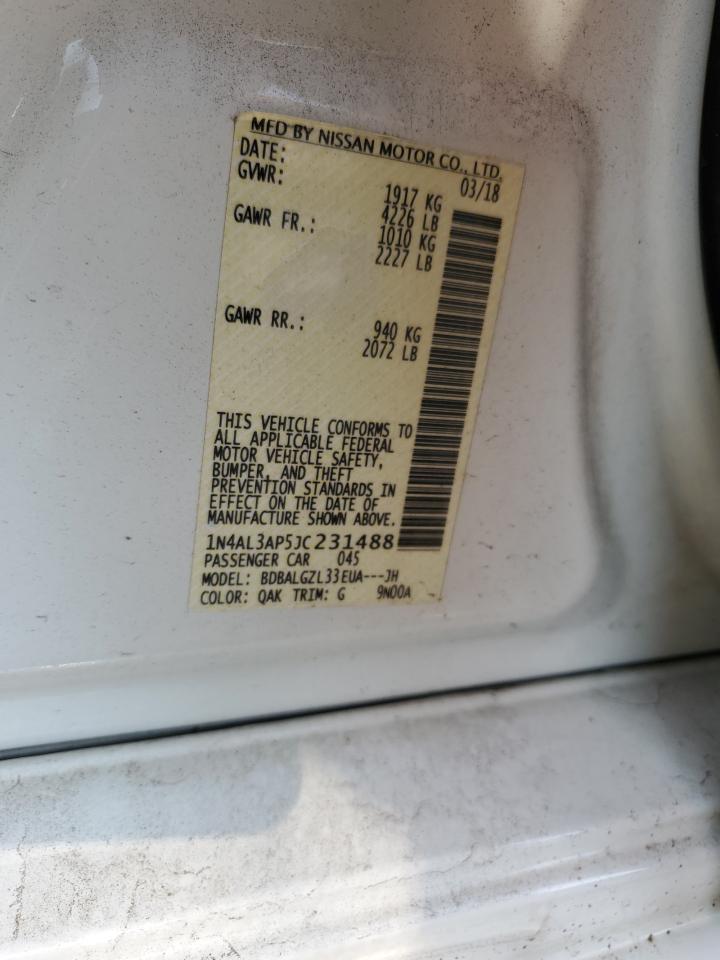 MFD BY NISSAN MOTOR CO., LTD.
DATE: 03/18
GVWR: 1917 KG
4226 LB
GAWR FR.: 1010 KG
2227 LB
GAWR RR.: 940 KG
2072 LB
THIS VEHICLE CONFORMS TO
ALL APPLICABLE FEDERAL
MOTOR VEHICLE SAFETY,
BUMPER, AND THEFT
PREVENTION STANDARDS IN
EFFECT ON THE DATE OF
MANUFACTURE SHOWN ABOVE.
1N4AL3AP5JC231488
PASSENGER CAR 045
MODEL: BDBALGZL33EUA---JH
COLOR: QAK TRIM: G 9N00A